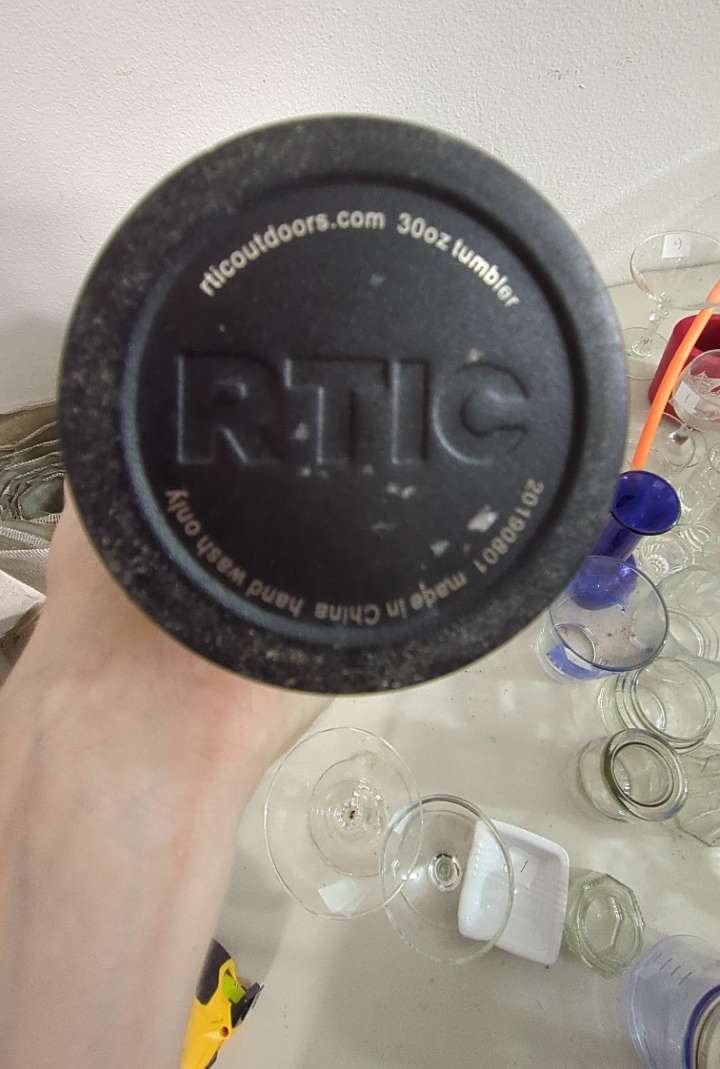 rticoutdoors.com 30oz tumbler
RTIC
20190801 made in China hand wash only